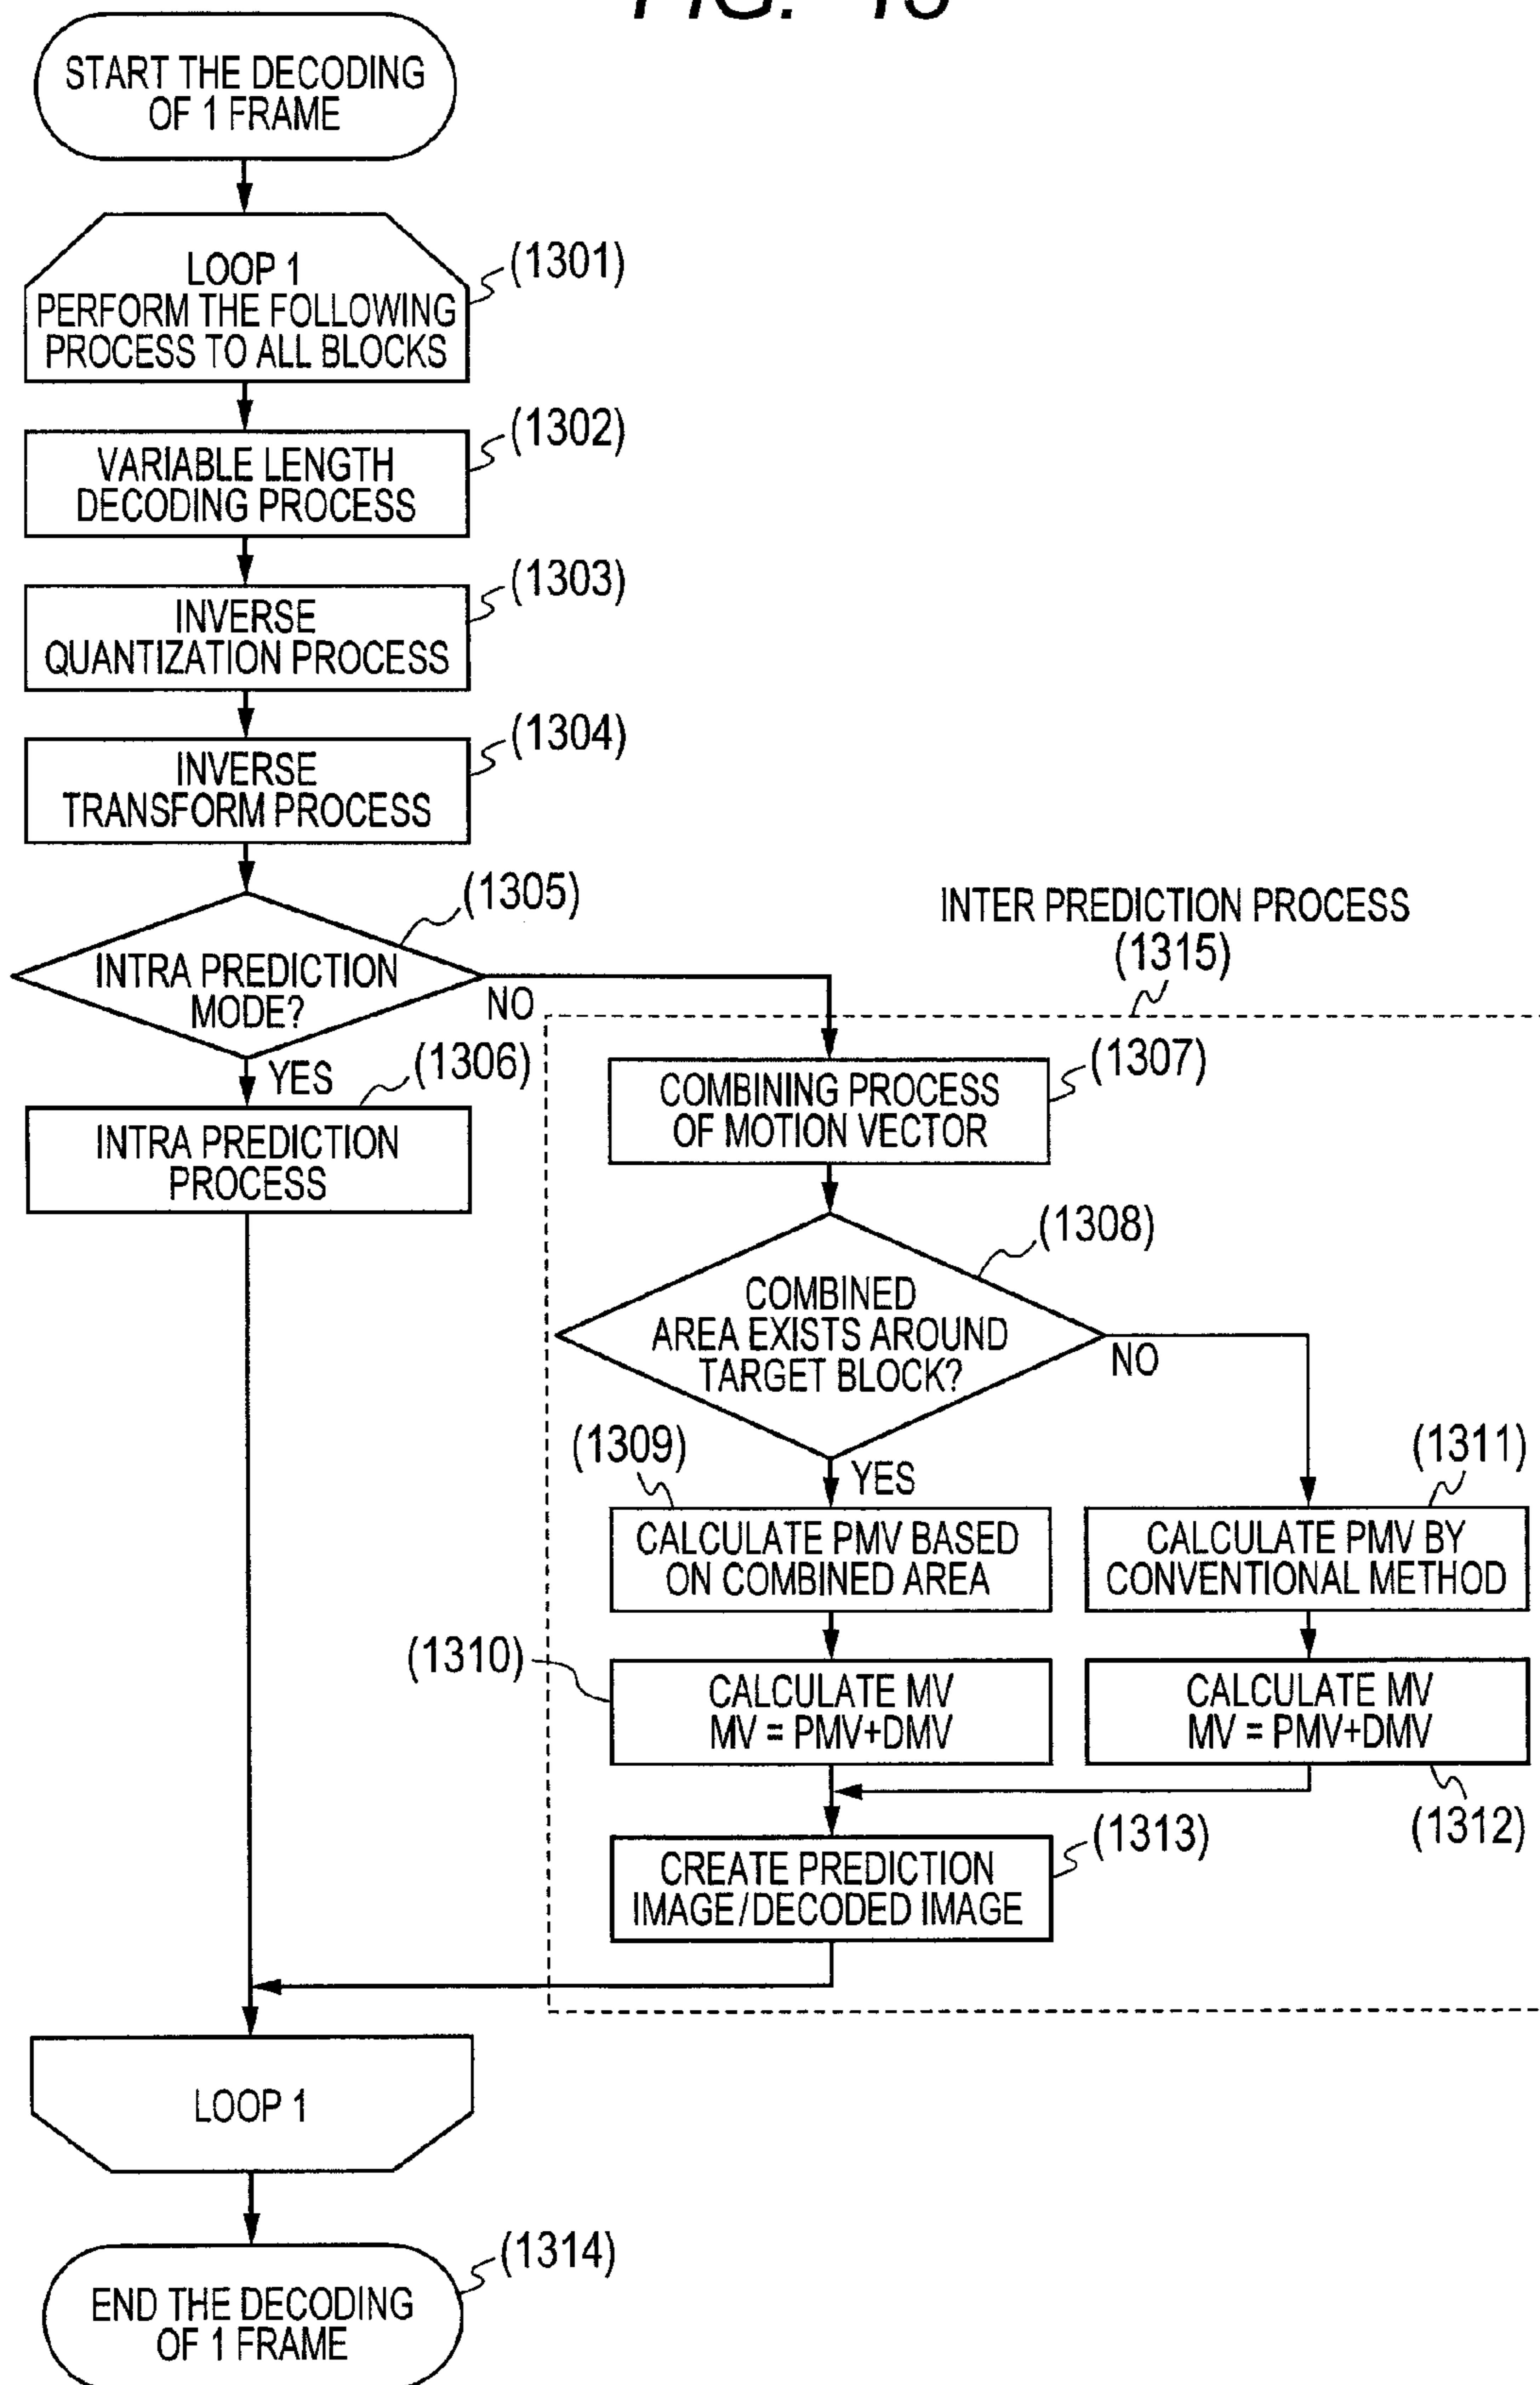 START THE DECODING
OF 1 FRAME
LOOP 1
PERFORM THE FOLLOWING
PROCESS TO ALL BLOCKS
(1301)
VARIABLE LENGTH
DECODING PROCESS
(1302)
INVERSE
QUANTIZATION PROCESS
(1303)
INVERSE
TRANSFORM PROCESS
(1304)
INTRA PREDICTION
MODE?
(1305)
NO
YES
INTRA PREDICTION
PROCESS
(1306)
INTER PREDICTION PROCESS
(1315)
COMBINING PROCESS
OF MOTION VECTOR
(1307)
COMBINED
AREA EXISTS AROUND
TARGET BLOCK?
(1308)
NO
YES
(1309)
CALCULATE PMV BASED
ON COMBINED AREA
(1311)
CALCULATE PMV BY
CONVENTIONAL METHOD
(1310)
CALCULATE MV
MV = PMV+DMV
CALCULATE MV
MV = PMV+DMV
(1312)
CREATE PREDICTION
IMAGE/DECODED IMAGE
(1313)
LOOP 1
END THE DECODING
OF 1 FRAME
(1314)